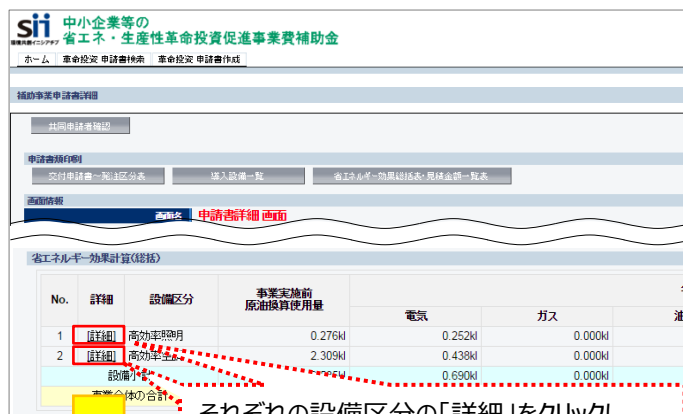 sii 中小企業等の
省エネ・生産性革命投資促進事業費補助金
環境共創イニシアチブ
ホーム 革命投資 申請書検索 革命投資 申請書作成
補助事業申請書詳細
共同申請者確認
申請書類印刷
交付申請書～発注区分表 導入設備一覧 省エネルギー効果総括表・見積金額一覧表
画面情報
画面名 申請書詳細 画面
省エネルギー効果計算(総括)
No. 詳細 設備区分 事業実施前
原油換算使用量
電気 ガス 油
1 [詳細] 高効率照明 0.276kl 0.252kl 0.000kl
2 [詳細] 高効率 2.309kl 0.438kl 0.000kl
設備小 0.690kl 0.000kl
体の合計
それぞれの設備区分の「詳細」をクリックし